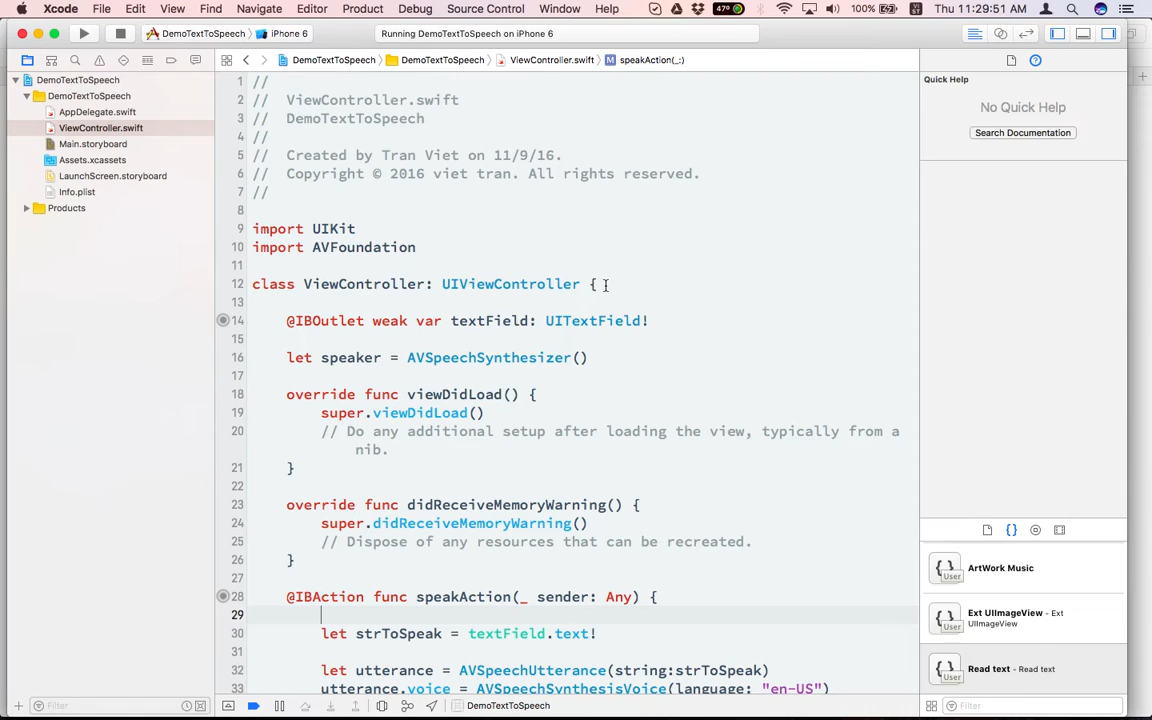 Xcode File Edit View Find Navigate Editor Product Debug Source Control Window Help 47° 100% Thu 11:29:51 AM
DemoTextToSpeech iPhone 6 Running DemoTextToSpeech on iPhone 6
DemoTextToSpeech DemoTextToSpeech ViewController.swift M speakAction(_:)
DemoTextToSpeech
DemoTextToSpeech
AppDelegate.swift
ViewController.swift
Main.storyboard
Assets.xcassets
LaunchScreen.storyboard
Info.plist
Products
1 //
2 // ViewController.swift
3 // DemoTextToSpeech
4 //
5 // Created by Tran Viet on 11/9/16.
6 // Copyright © 2016 viet tran. All rights reserved.
7 //
8
9 import UIKit
10 import AVFoundation
11
12 class ViewController: UIViewController {
13
14 @IBOutlet weak var textField: UITextField!
15
16 let speaker = AVSpeechSynthesizer()
17
18 override func viewDidLoad() {
19 super.viewDidLoad()
20 // Do any additional setup after loading the view, typically from a
nib.
21 }
22
23 override func didReceiveMemoryWarning() {
24 super.didReceiveMemoryWarning()
25 // Dispose of any resources that can be recreated.
26 }
27
28 @IBAction func speakAction(_ sender: Any) {
29
30 let strToSpeak = textField.text!
31
32 let utterance = AVSpeechUtterance(string:strToSpeak)
33 utterance.voice = AVSpeechSynthesisVoice(language: "en-US")
Quick Help
No Quick Help
Search Documentation
{ } User ArtWork Music
{ } User Ext UIImageView - Ext
UIImageView
{ } User Read text - Read text
Filter
DemoTextToSpeech
Filter